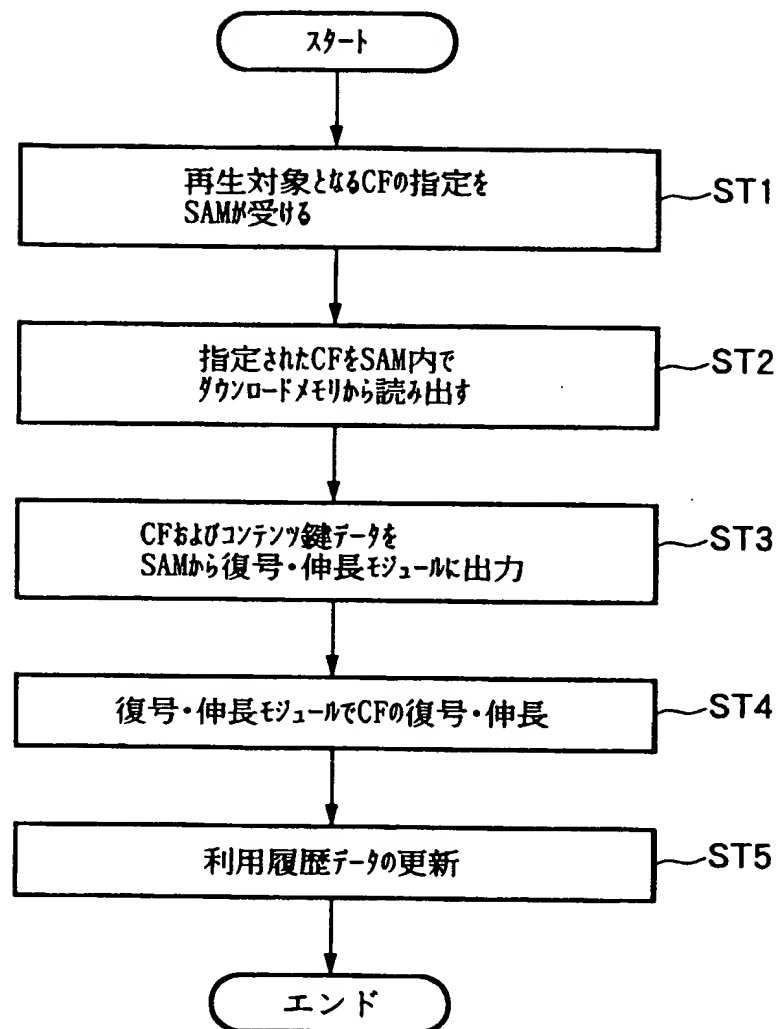 スタート
再生対象となるCFの指定を
SAMが受ける
ST1
指定されたCFをSAM内で
ダウンロードメモリから読み出す
ST2
CFおよびコンテンツ鍵データを
SAMから復号・伸長モジュールに出力
ST3
復号・伸長モジュールでCFの復号・伸長
ST4
利用履歴データの更新
ST5
エンド